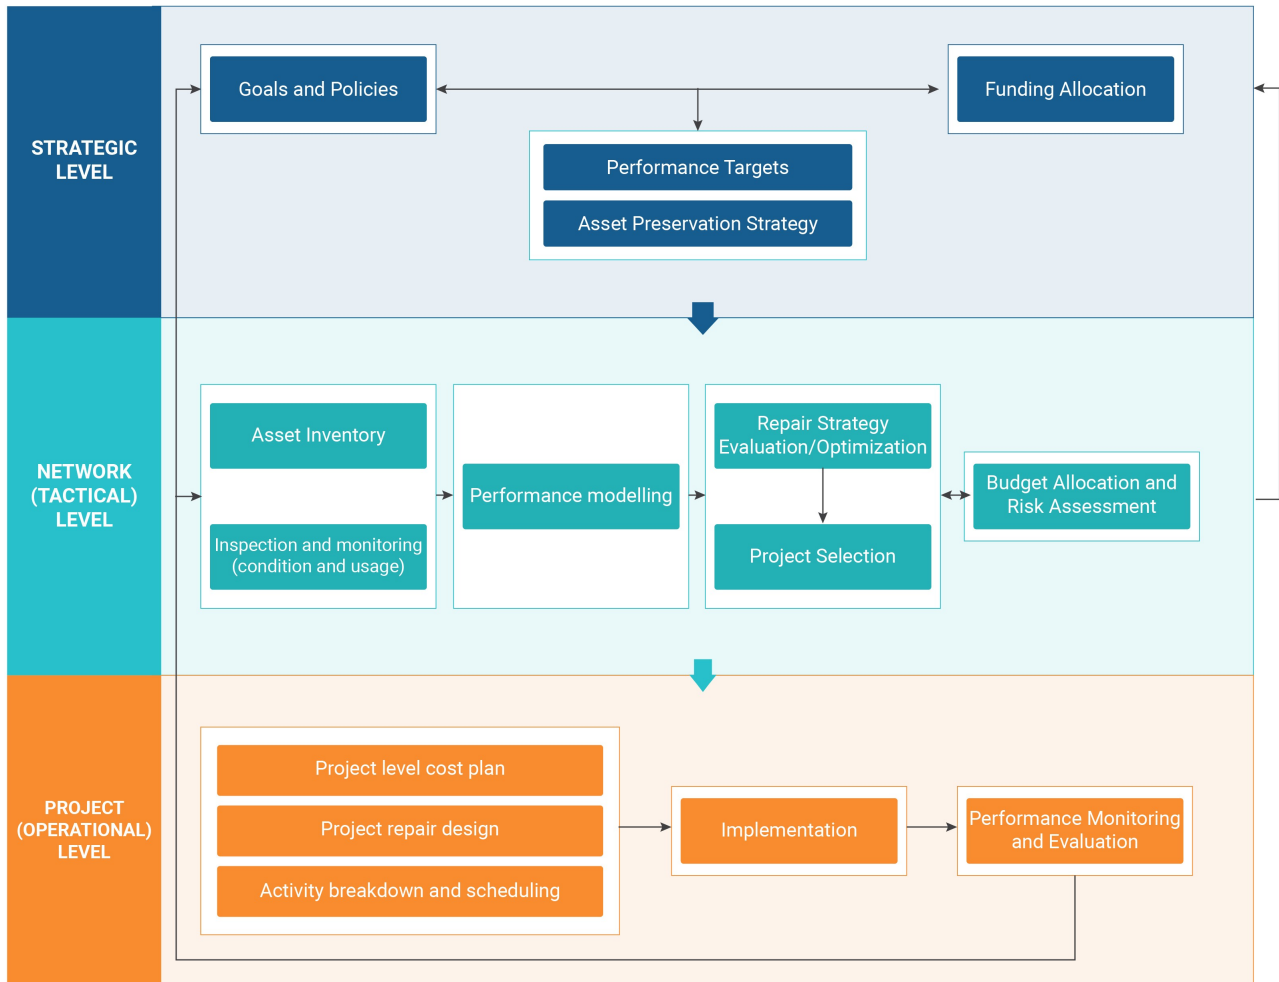 STRATEGIC
LEVEL
Goals and Policies
Funding Allocation
Performance Targets
Asset Preservation Strategy
NETWORK
(TACTICAL)
LEVEL
Asset Inventory
Inspection and monitoring
(condition and usage)
Performance modelling
Repair Strategy
Evaluation/Optimization
Project Selection
Budget Allocation and
Risk Assessment
PROJECT
(OPERATIONAL)
LEVEL
Project level cost plan
Project repair design
Activity breakdown and scheduling
Implementation
Performance Monitoring
and Evaluation